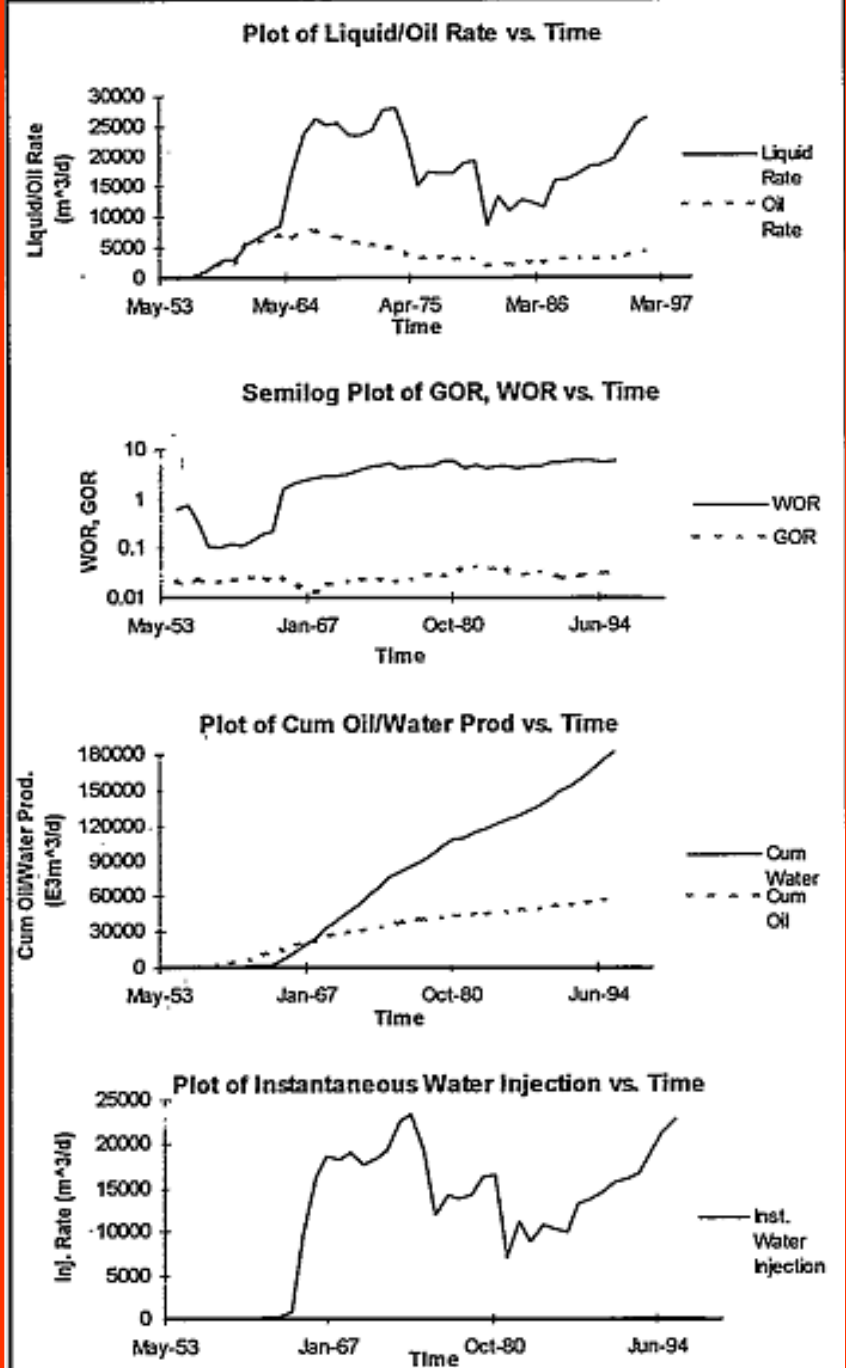 Plot of Liquid/Oil Rate vs. Time
Liquid/Oil Rate
(m^3/d)
30000
25000
20000
15000
10000
5000
0
May-53 May-64 Apr-75 Mar-86 Mar-97
Time
Liquid
Rate
Oil
Rate
Semilog Plot of GOR, WOR vs. Time
WOR, GOR
10
1
0.1
0.01
May-53 Jan-67 Oct-80 Jun-94
Time
WOR
GOR
Plot of Cum Oil/Water Prod vs. Time
Cum Oil/Water Prod.
(E3m^3/d)
180000
150000
120000
90000
60000
30000
0
May-53 Jan-67 Oct-80 Jun-94
Time
Cum
Water
Cum
Oil
Plot of Instantaneous Water Injection vs. Time
Inj. Rate (m^3/d)
25000
20000
15000
10000
5000
0
May-53 Jan-67 Oct-80 Jun-94
Time
Inst.
Water
Injection